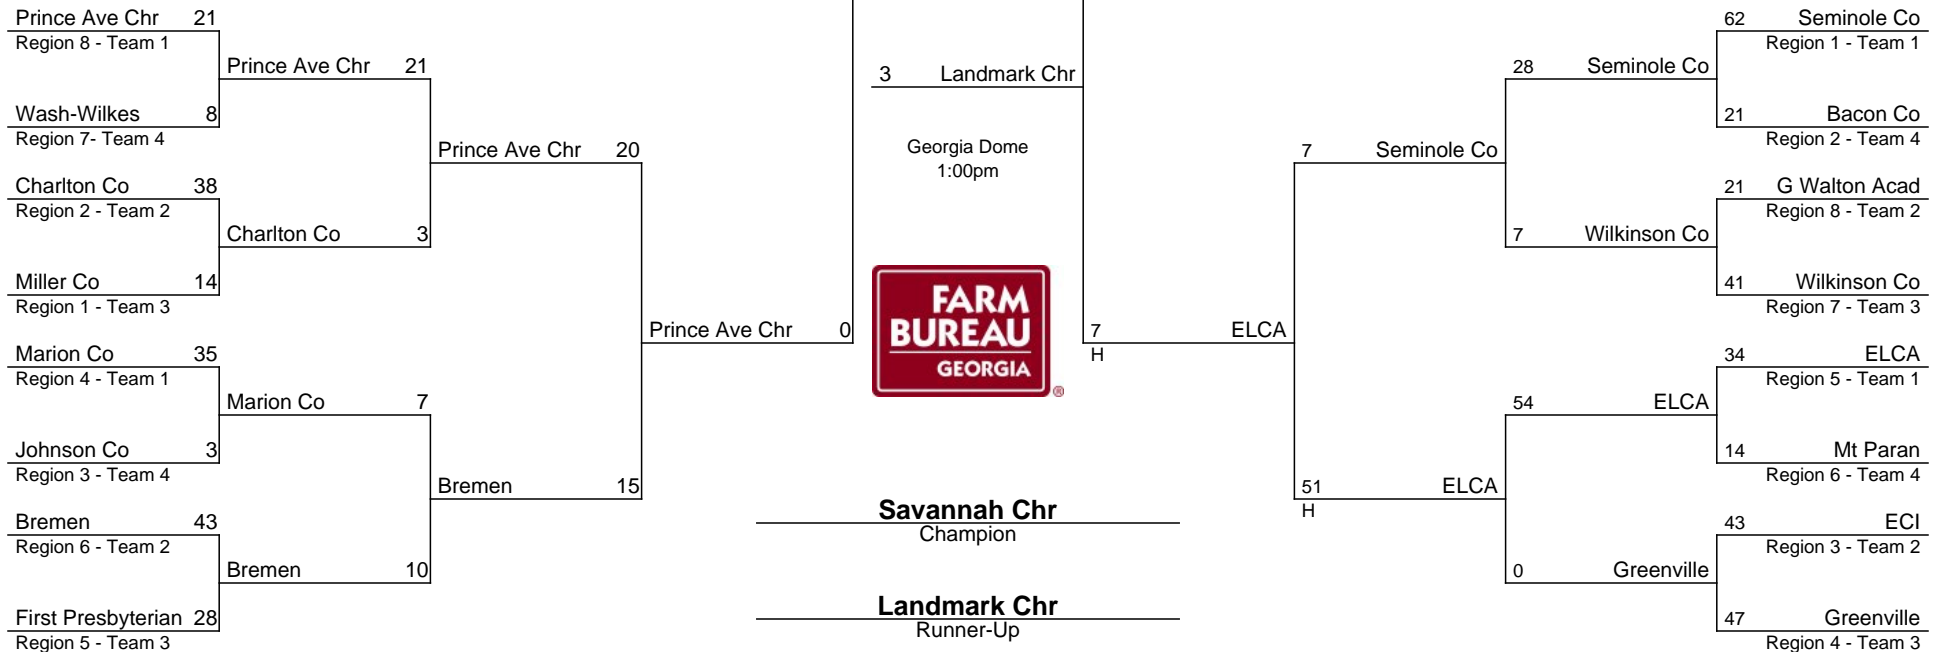 Prince Ave Chr 21
Region 8 - Team 1
Prince Ave Chr 21
Wash-Wilkes 8
Region 7- Team 4
Prince Ave Chr 20
Charlton Co 38
Region 2 - Team 2
Charlton Co 3
Miller Co 14
Region 1 - Team 3
Prince Ave Chr 0
Marion Co 35
Region 4 - Team 1
Marion Co 7
Johnson Co 3
Region 3 - Team 4
Bremen 15
Bremen 43
Region 6 - Team 2
Bremen 10
First Presbyterian 28
Region 5 - Team 3
3 Landmark Chr
Georgia Dome
1:00pm
FARM
BUREAU
GEORGIA
®
Savannah Chr
Champion
Landmark Chr
Runner-Up
62 Seminole Co
Region 1 - Team 1
28 Seminole Co
21 Bacon Co
Region 2 - Team 4
7 Seminole Co
21 G Walton Acad
Region 8 - Team 2
7 Wilkinson Co
41 Wilkinson Co
Region 7 - Team 3
7 ELCA
H
34 ELCA
Region 5 - Team 1
54 ELCA
14 Mt Paran
Region 6 - Team 4
51 ELCA
H
43 ECI
Region 3 - Team 2
0 Greenville
47 Greenville
Region 4 - Team 3